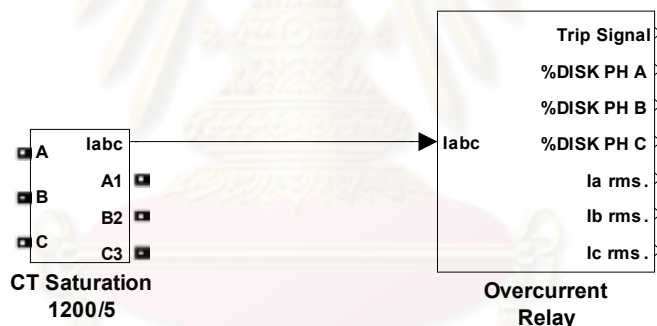 Trip Signal
%DISK PH A
%DISK PH B
%DISK PH C
Ia rms.
Ib rms.
Ic rms.
Iabc
Overcurrent
Relay
A
B
C
Iabc
A1
B2
C3
CT Saturation
1200/5